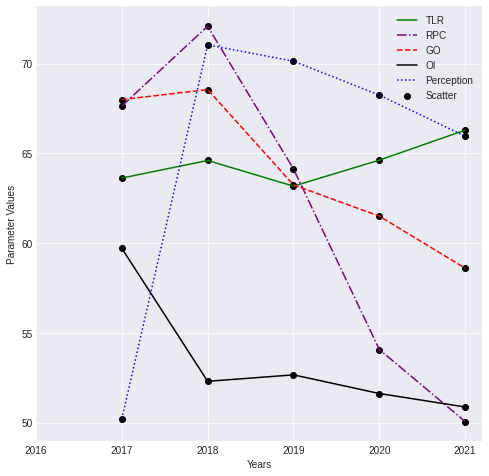 TLR
RPC
GO
OI
Perception
Scatter
Parameter Values
70
65
60
55
50
2016 2017 2018 2019 2020 2021
Years